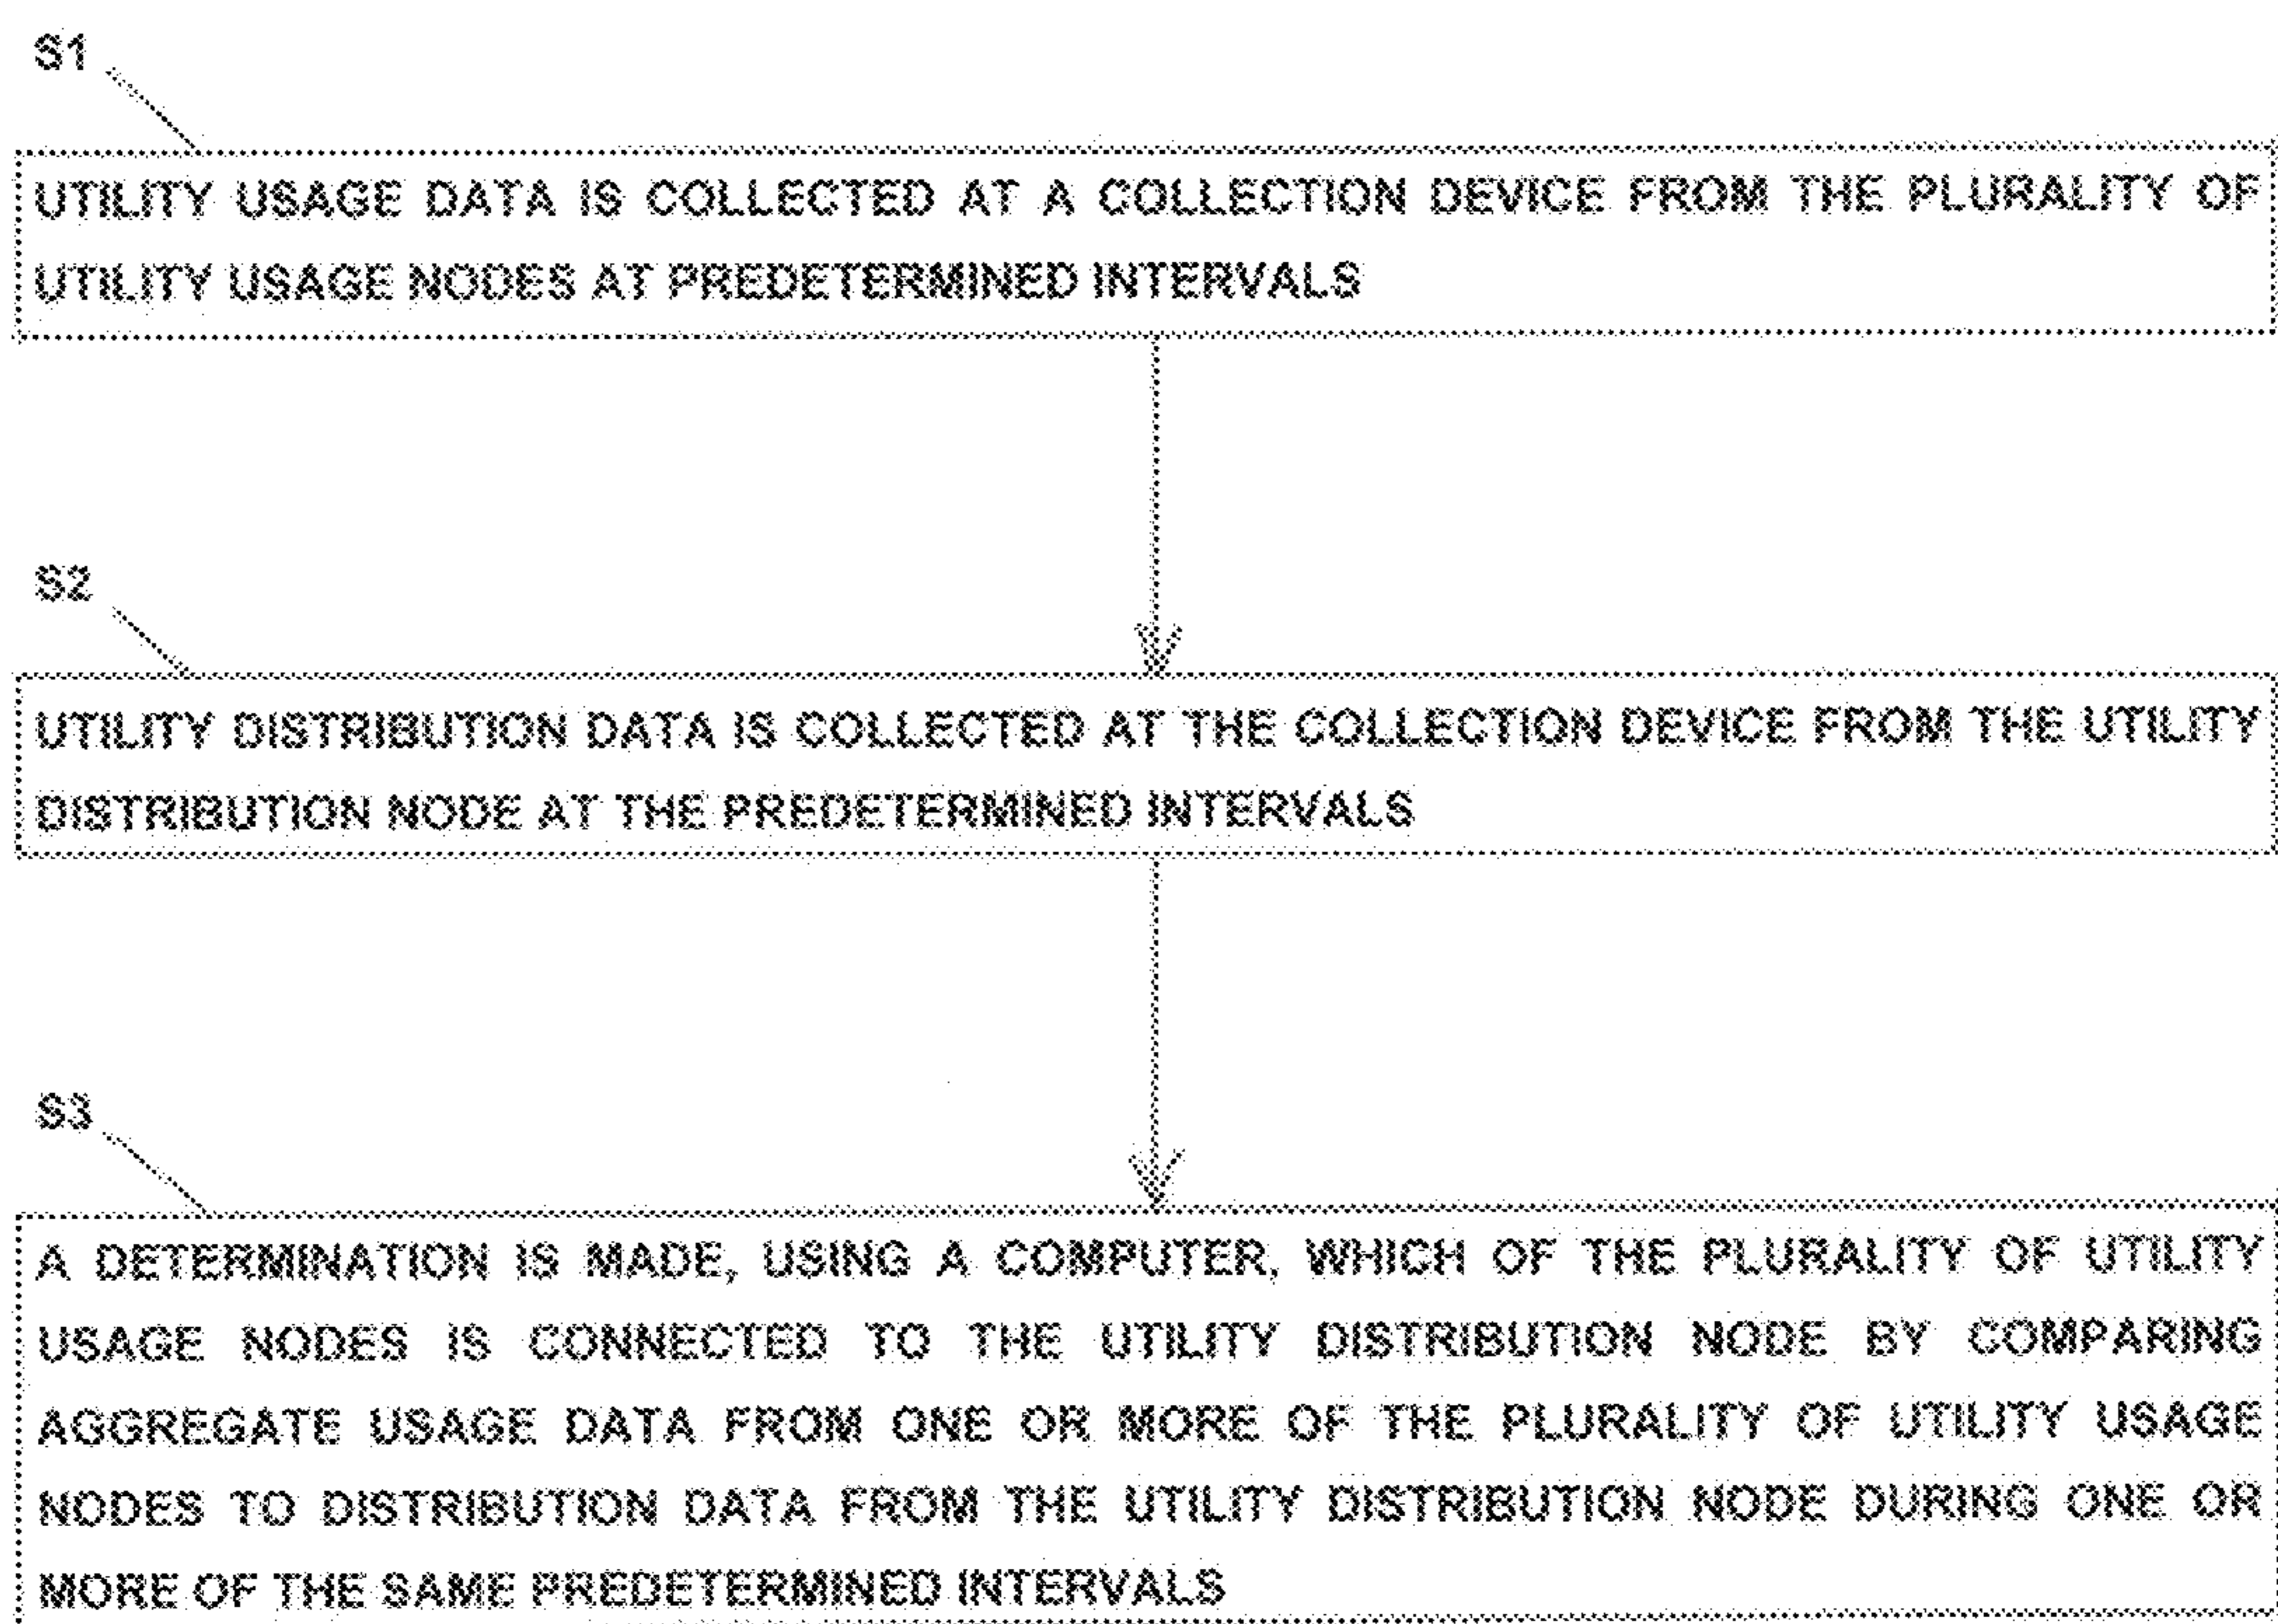 S1
UTILITY USAGE DATA IS COLLECTED AT A COLLECTION DEVICE FROM THE PLURALITY OF
UTILITY USAGE NODES AT PREDETERMINED INTERVALS
S2
UTILITY DISTRIBUTION DATA IS COLLECTED AT THE COLLECTION DEVICE FROM THE UTILITY
DISTRIBUTION NODE AT THE PREDETERMINED INTERVALS
S3
A DETERMINATION IS MADE, USING A COMPUTER, WHICH OF THE PLURALITY OF UTILITY
USAGE NODES IS CONNECTED TO THE UTILITY DISTRIBUTION NODE BY COMPARING
AGGREGATE USAGE DATA FROM ONE OR MORE OF THE PLURALITY OF UTILITY USAGE
NODES TO DISTRIBUTION DATA FROM THE UTILITY DISTRIBUTION NODE DURING ONE OR
MORE OF THE SAME PREDETERMINED INTERVALS